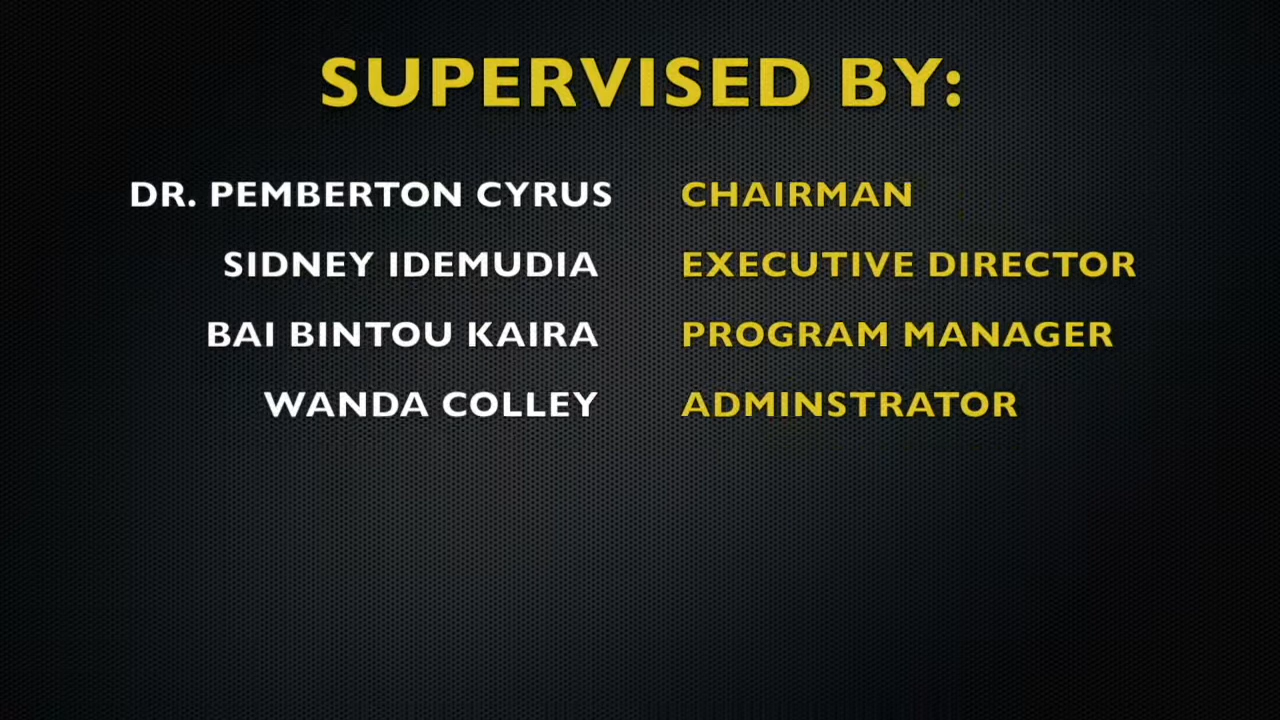 SUPERVISED BY:
DR. PEMBERTON CYRUS CHAIRMAN
SIDNEY IDEMUDIA EXECUTIVE DIRECTOR
BAI BINTOU KAIRA PROGRAM MANAGER
WANDA COLLEY ADMINSTRATOR